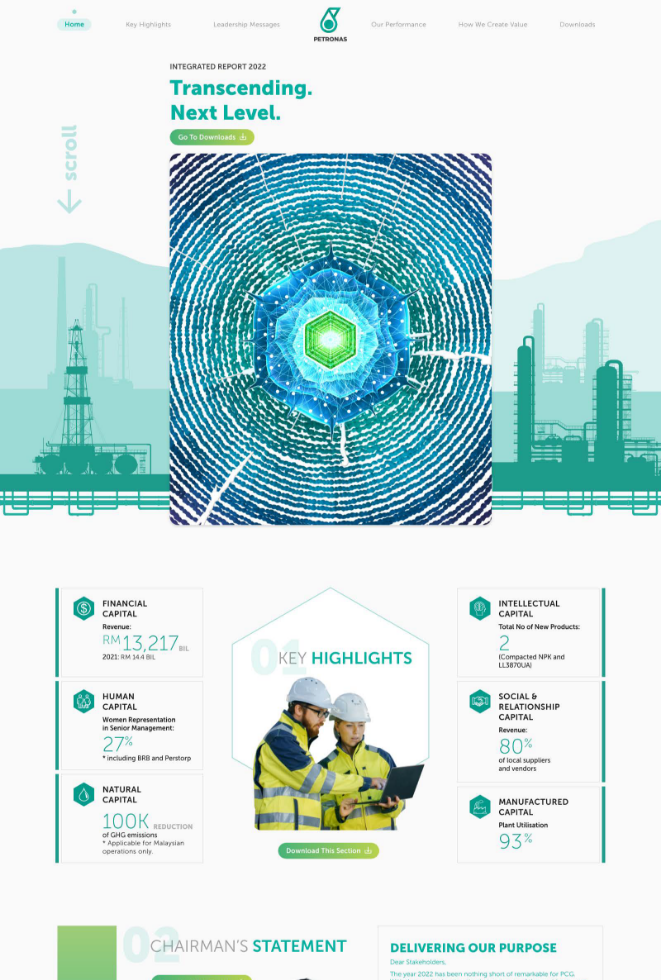 Home
Key Highlights
Leadership Messages
PETRONAS
Our Performance
How We Create Value
Downloads
INTEGRATED REPORT 2022
Transcending.
Next Level.
Go To Downloads
scroll
FINANCIAL
CAPITAL
Revenue:
RM13,217 BIL
2021: RM 14.4 BIL
HUMAN
CAPITAL
Women Representation
in Senior Management:
27%
* including BRB and Perstorp
NATURAL
CAPITAL
100K REDUCTION
of GHG emissions
* Applicable for Malaysian
operations only.
01
KEY HIGHLIGHTS
Download This Section
INTELLECTUAL
CAPITAL
Total No of New Products:
2
(Compacted NPK and
LL3870UA)
SOCIAL &
RELATIONSHIP
CAPITAL
Revenue:
80%
of local suppliers
and vendors
MANUFACTURED
CAPITAL
Plant Utilisation
93%
02
CHAIRMAN'S STATEMENT
DELIVERING OUR PURPOSE
Dear Stakeholders,
The year 2022 has been nothing short of remarkable for PCG.